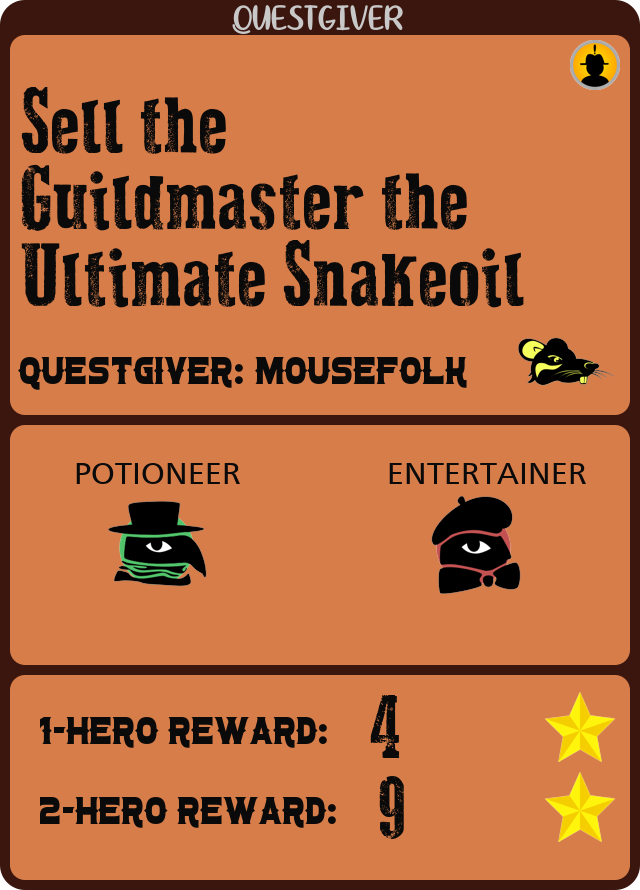 QUESTGIVER
Sell the
Guildmaster the
Ultimate Snakeoil
QUESTGIVER: MOUSEFOLK
POTIONEER ENTERTAINER
1-HERO REWARD: 4
2-HERO REWARD: 9